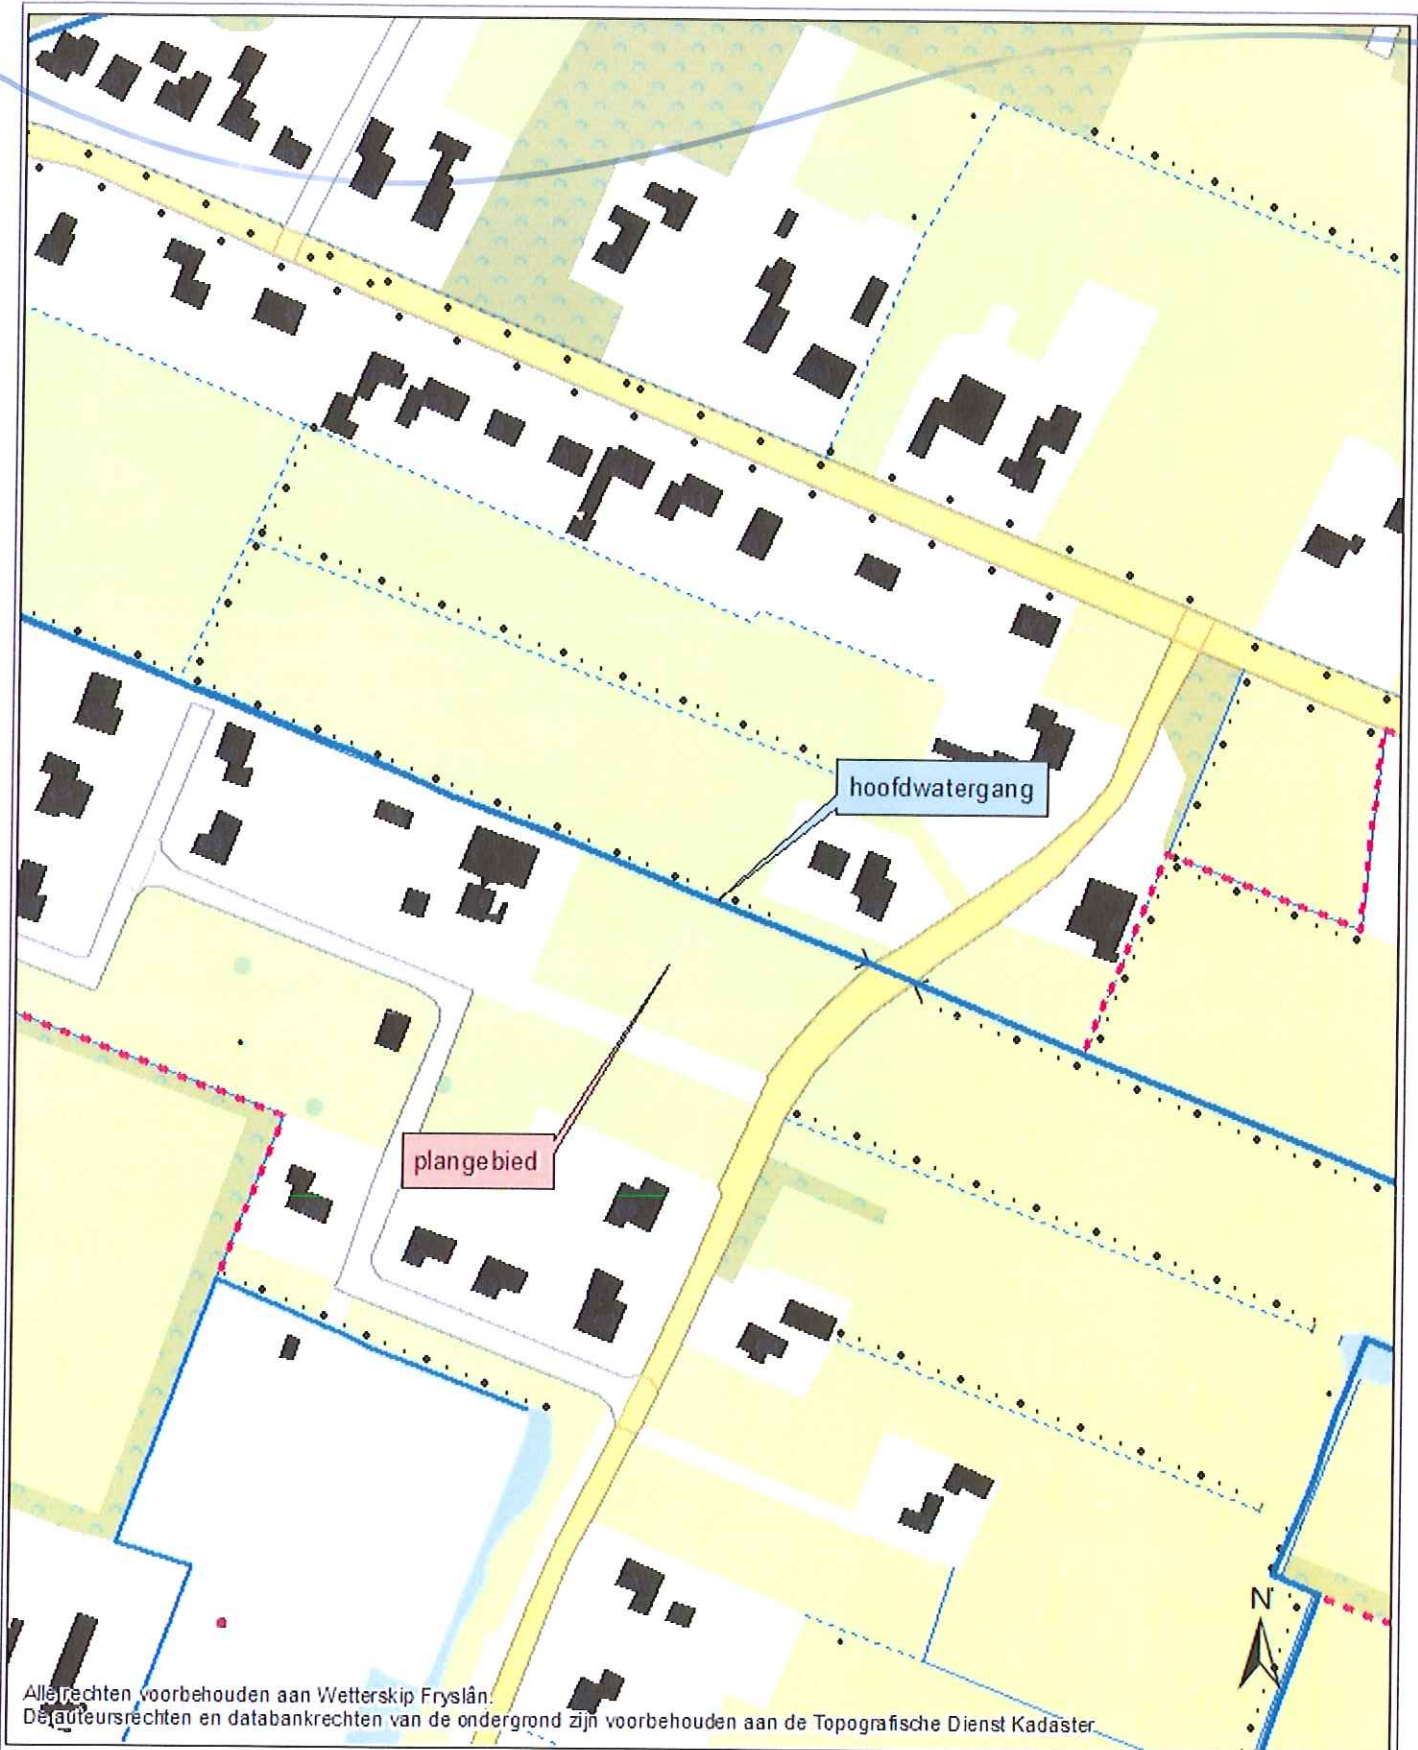 hoofdwatergang
plangebied
N
Alle rechten voorbehouden aan Wetterskip Fryslân.
De auteursrechten en databankrechten van de ondergrond zijn voorbehouden aan de Topografische Dienst Kadaster.